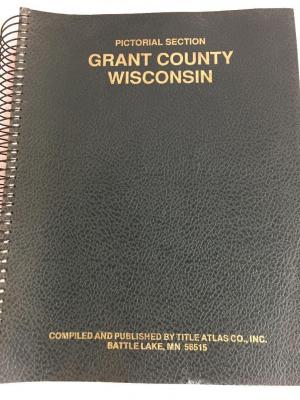 PICTORIAL SECTION
GRANT COUNTY
WISCONSIN
COMPILED AND PUBLISHED BY TITLE ATLAS CO., INC.
BATTLE LAKE, MN 56515